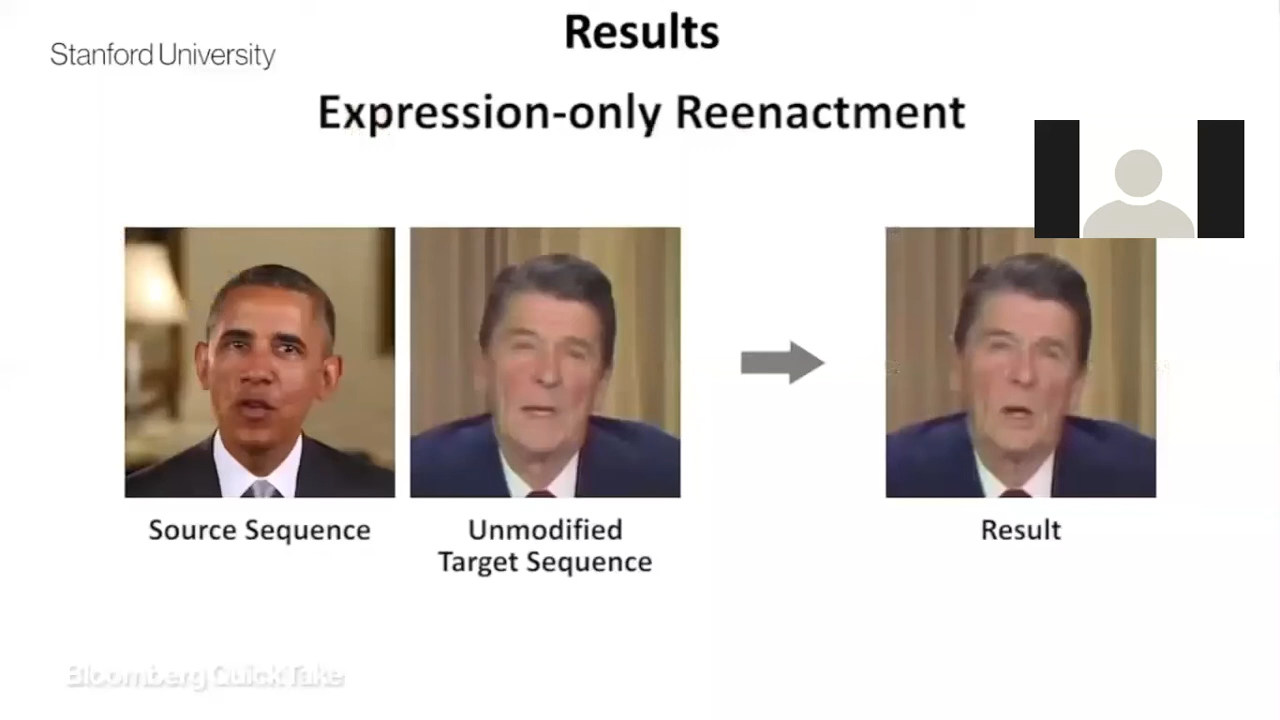 Results
Stanford University
Expression-only Reenactment
Source Sequence
Unmodified
Target Sequence
Result
Bloomberg QuickTake